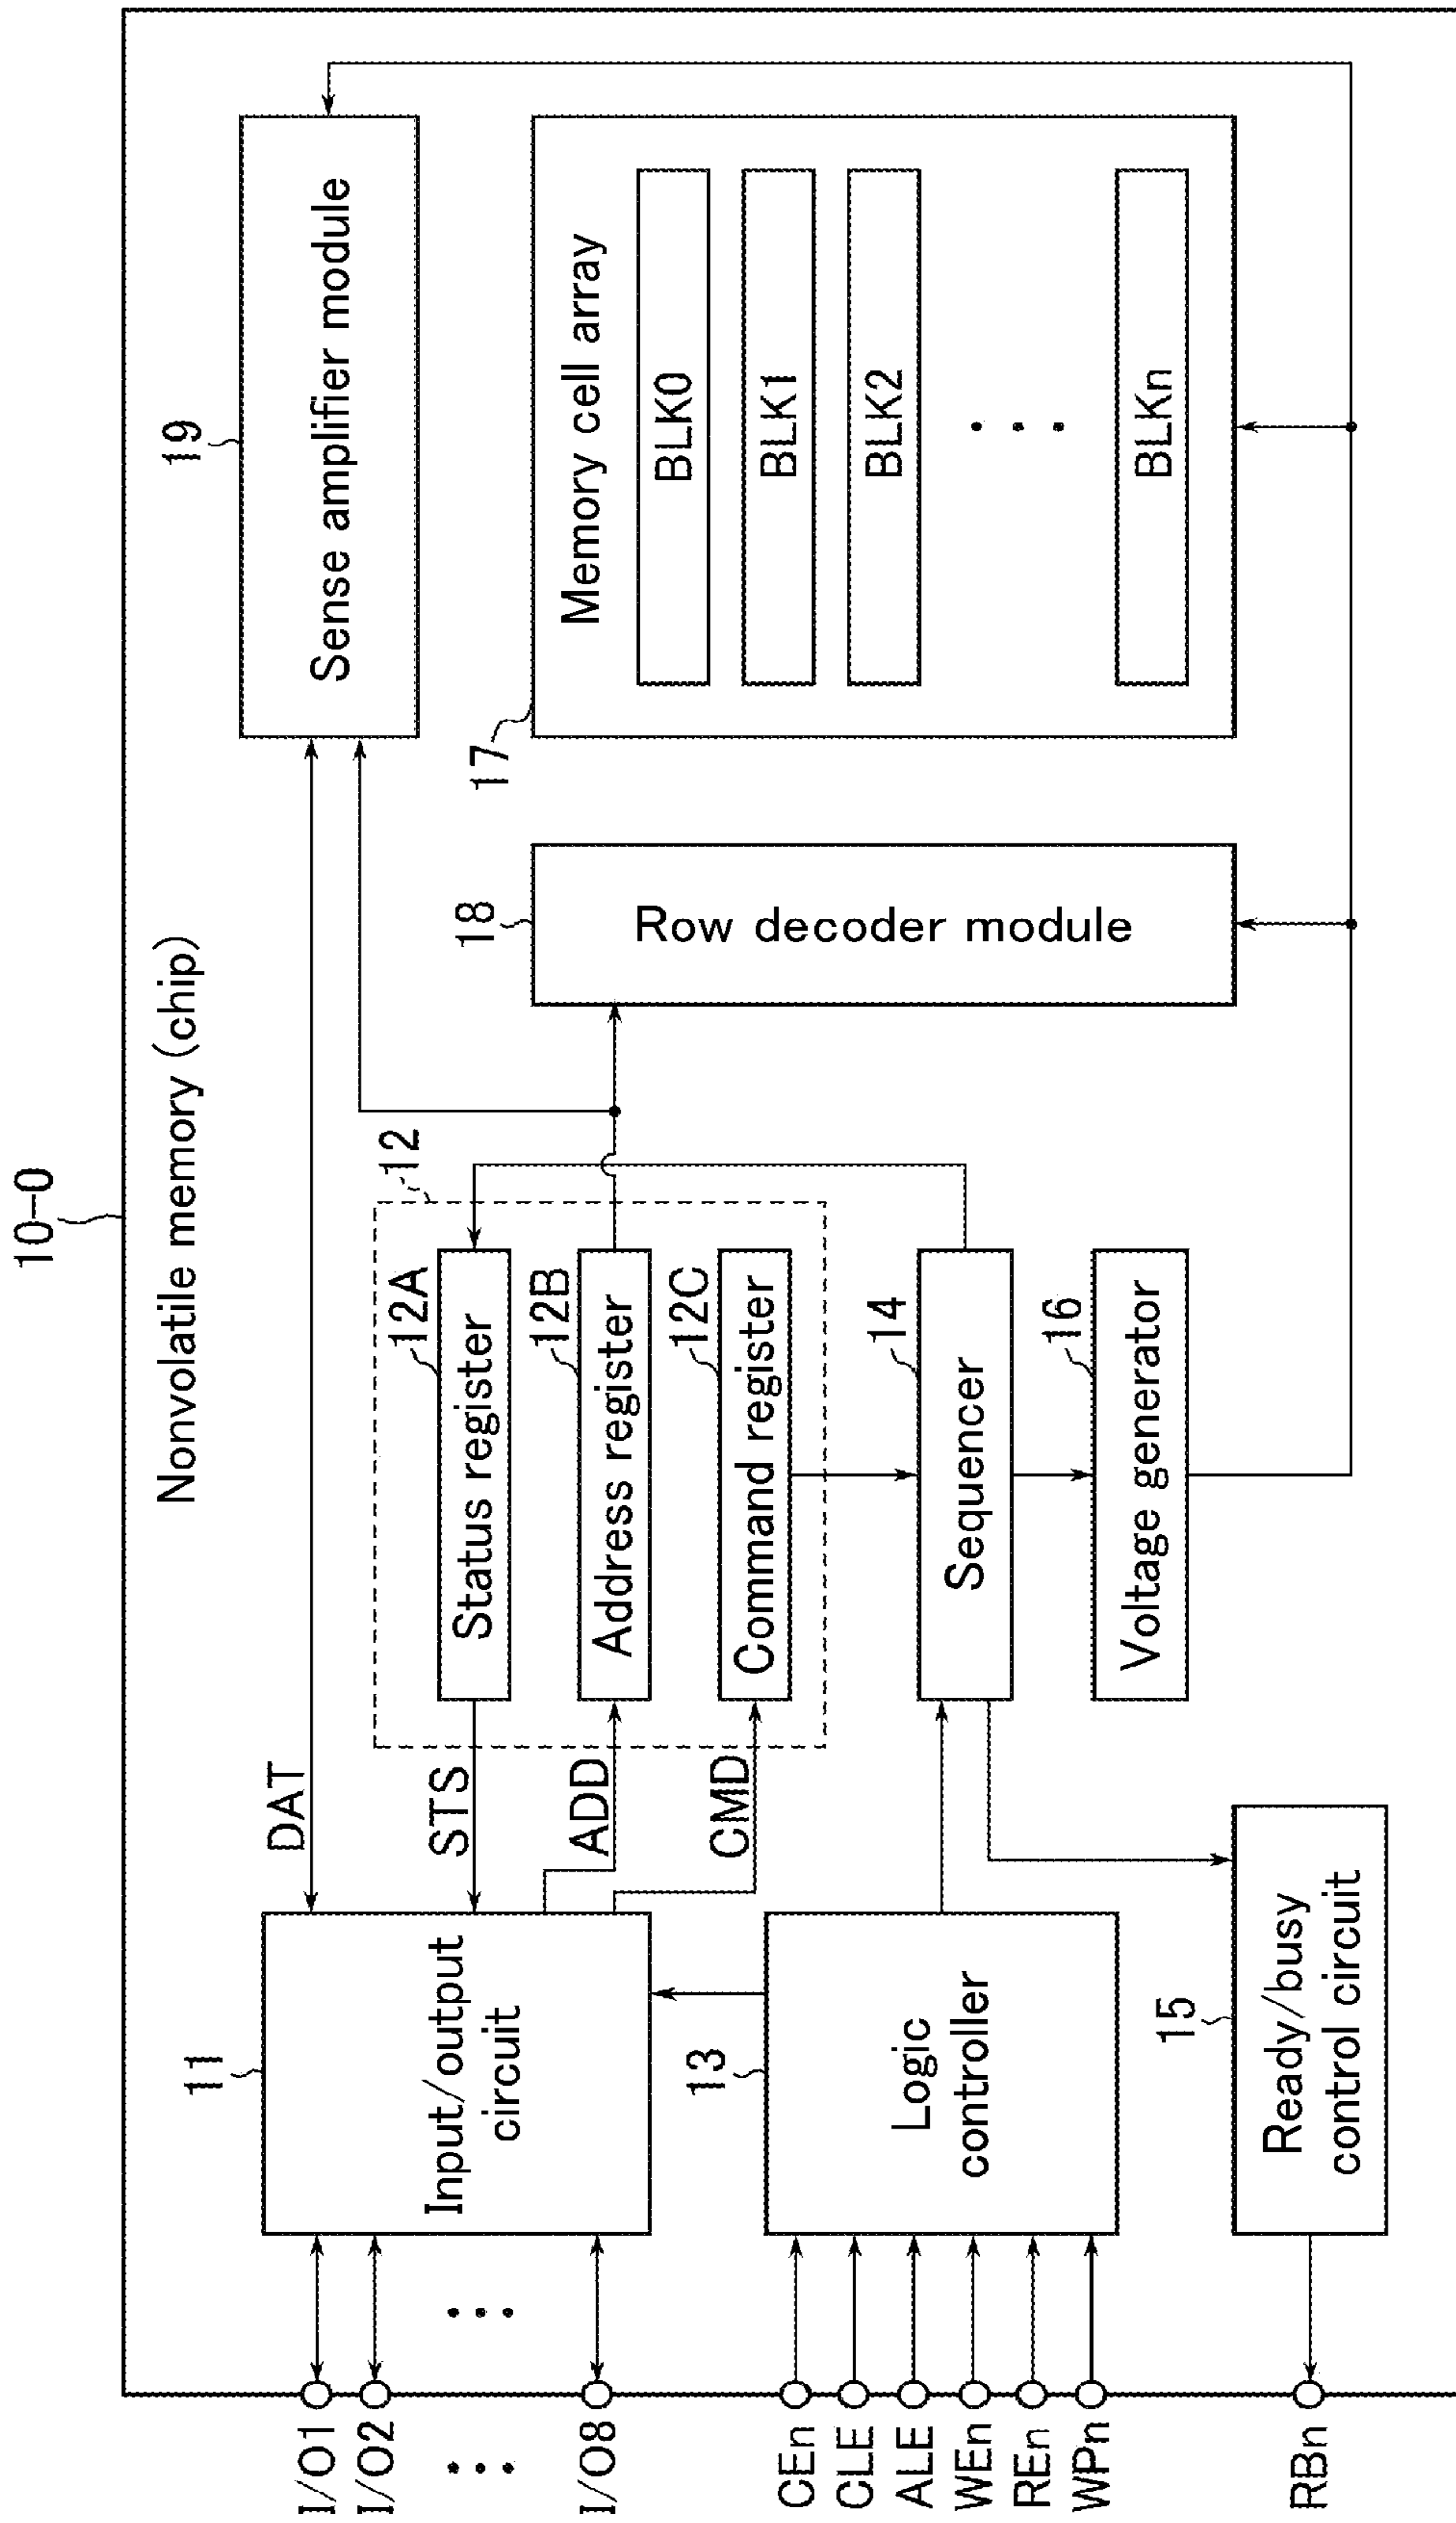 10-0
Nonvolatile memory (chip)
I/O1
I/O2
I/O8
CEn
CLE
ALE
WEn
REn
WPn
RBn
11
Input/output
circuit
13
Logic
controller
15
Ready/busy
control circuit
DAT
STS
ADD
CMD
12
12A
Status register
12B
Address register
12C
Command register
14
Sequencer
16
Voltage generator
18
Row decoder module
19
Sense amplifier module
17
Memory cell array
BLK0
BLK1
BLK2
BLKn